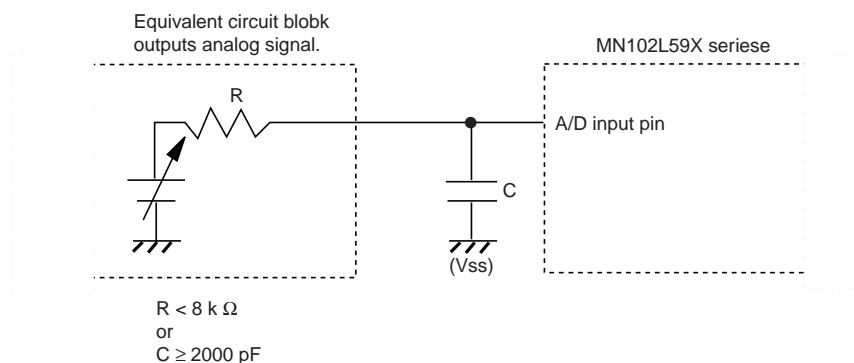 Equivalent circuit blobk
outputs analog signal.
MN102L59X seriese
R
A/D input pin
C
(Vss)
R < 8 k Ω
or
C ≥ 2000 pF